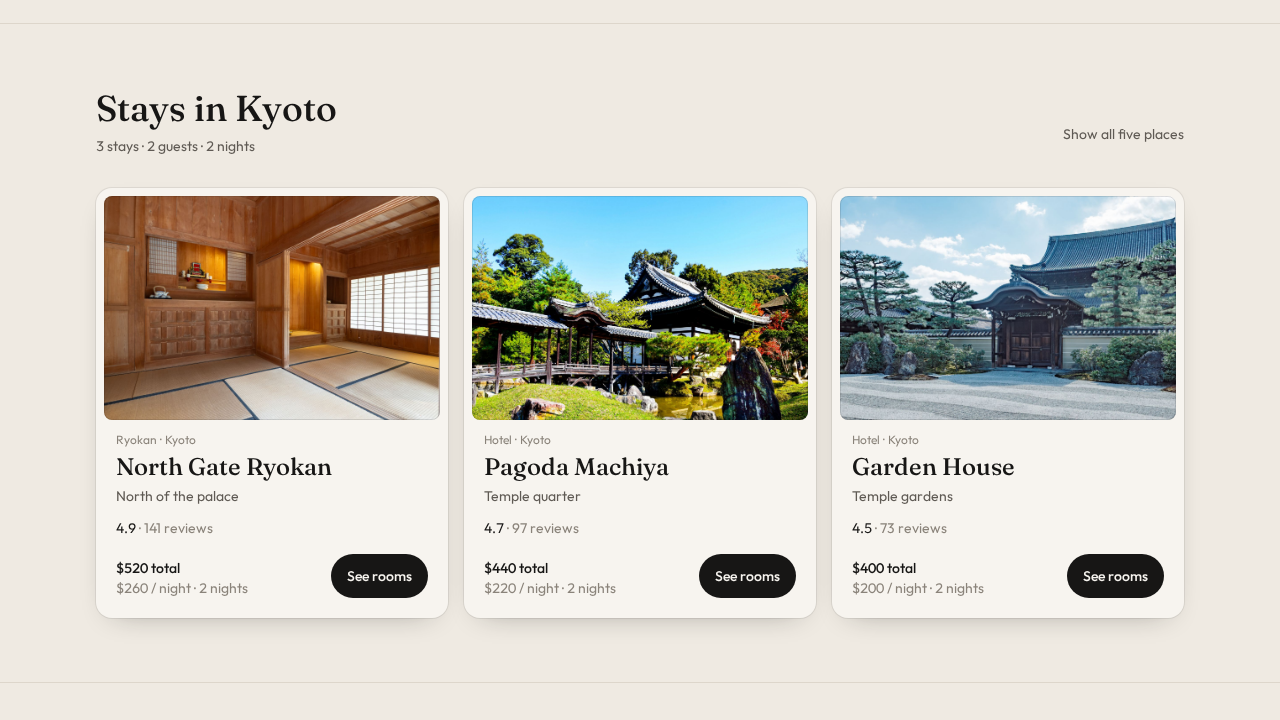 Stays in Kyoto
3 stays · 2 guests · 2 nights
Show all five places
Ryokan · Kyoto
North Gate Ryokan
North of the palace
4.9 · 141 reviews
$520 total
$260 / night · 2 nights
See rooms
Hotel · Kyoto
Pagoda Machiya
Temple quarter
4.7 · 97 reviews
$440 total
$220 / night · 2 nights
See rooms
Hotel · Kyoto
Garden House
Temple gardens
4.5 · 73 reviews
$400 total
$200 / night · 2 nights
See rooms